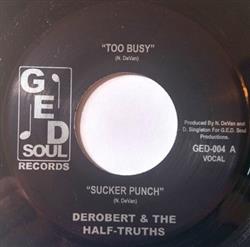 "TOO BUSY"
(N. DeVan)
G
E
D
SOUL
RECORDS
Produced By N. DeVan and
D. Singleton For G.E.D. Soul
Productions.
GED-004 A
VOCAL
"SUCKER PUNCH"
(N. DeVan)
DEROBERT & THE
HALF-TRUTHS